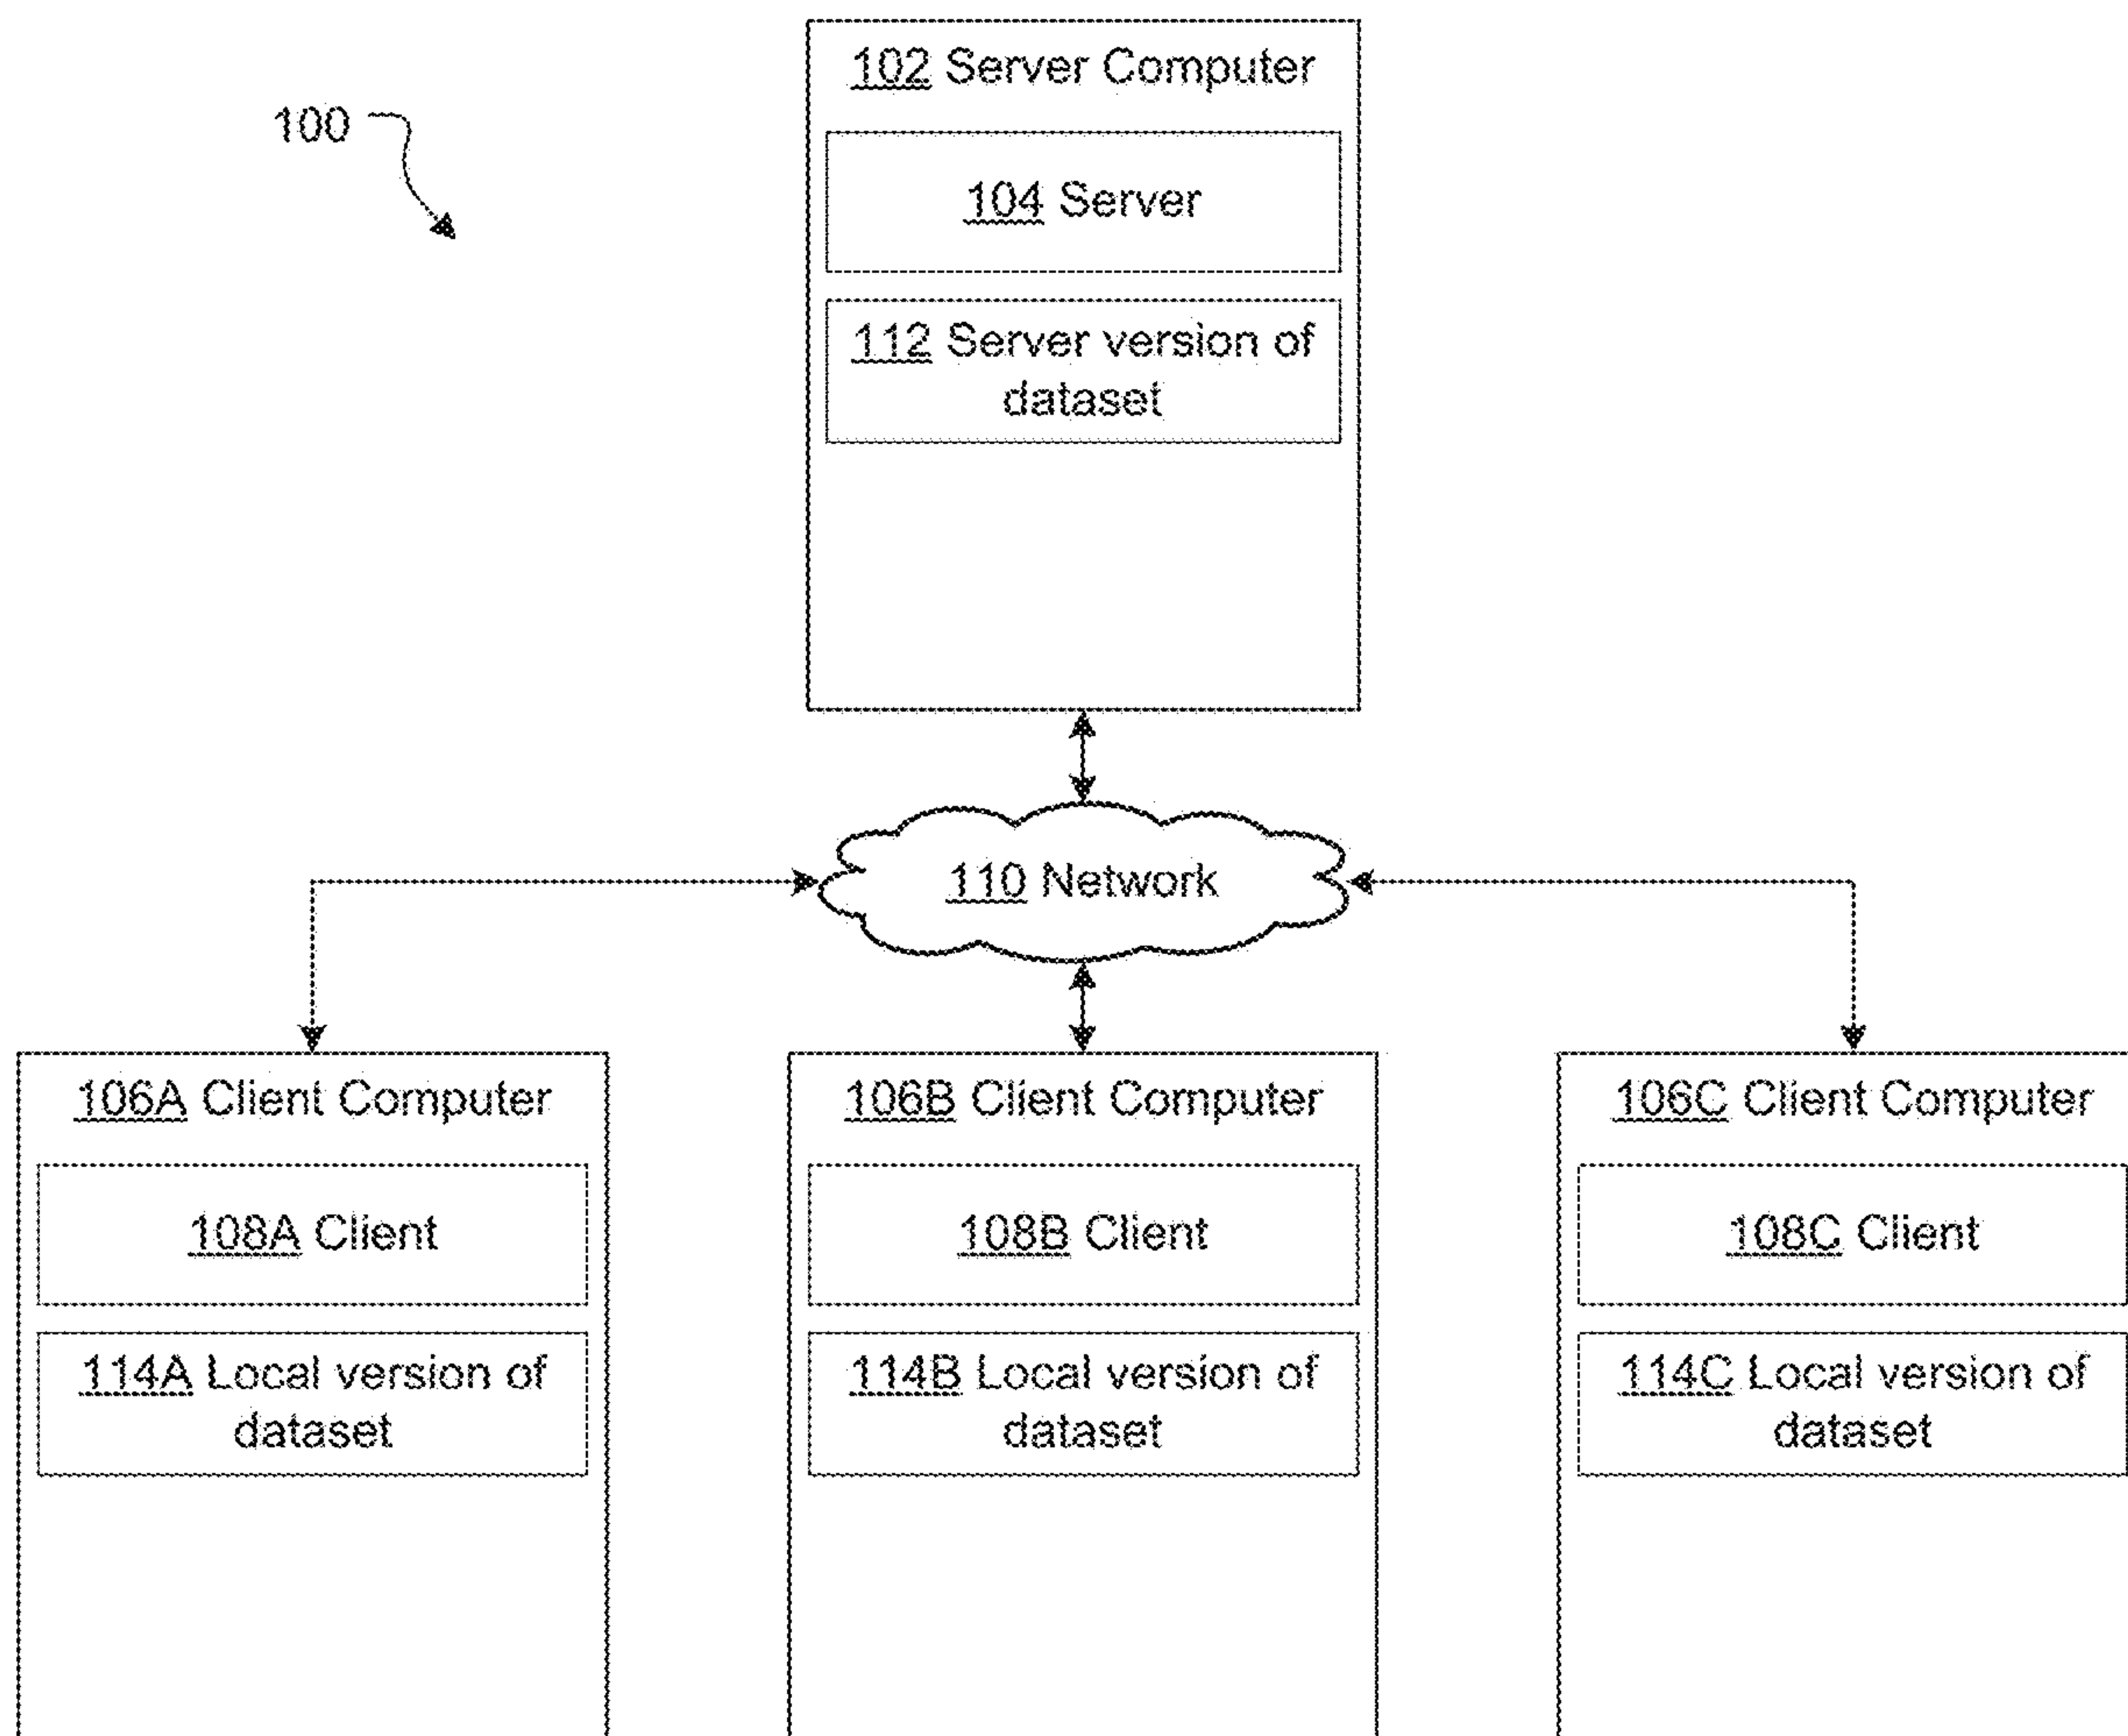 100
102 Server Computer
104 Server
112 Server version of
dataset
110 Network
106A Client Computer
108A Client
114A Local version of
dataset
106B Client Computer
108B Client
114B Local version of
dataset
106C Client Computer
108C Client
114C Local version of
dataset